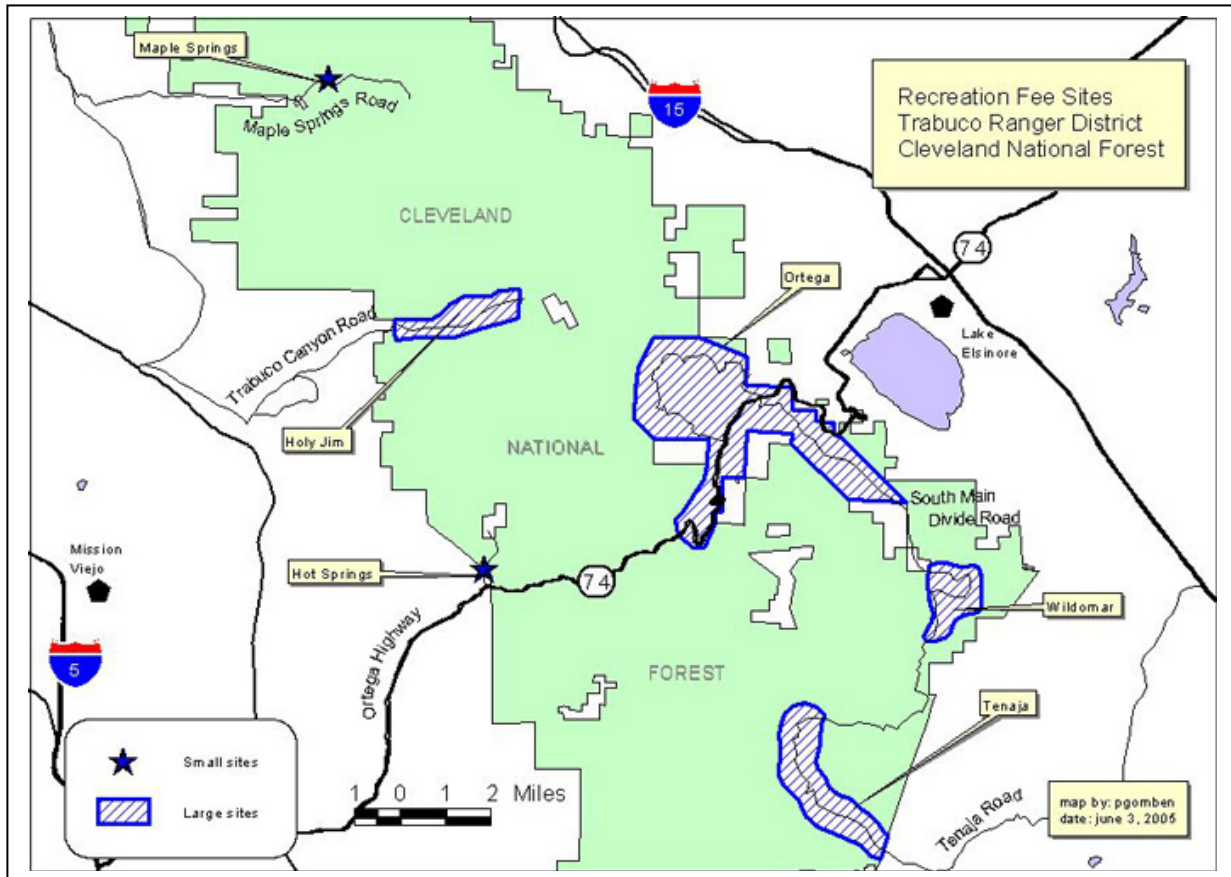 Maple Springs
Maple Springs Road
15
Recreation Fee Sites
Trabuco Ranger District
Cleveland National Forest
CLEVELAND
74
Ortega
Lake
Elsinore
Trabuco Canyon Road
Holy Jim
NATIONAL
South Main
Divide Road
Mission
Viejo
Hot Springs
74
Wildomar
Ortega Highway
5
FOREST
Tenaja
Small sites
Large sites
1 0 1 2 Miles
Tenaja Road
map by: pgomben
date: june 3, 2005